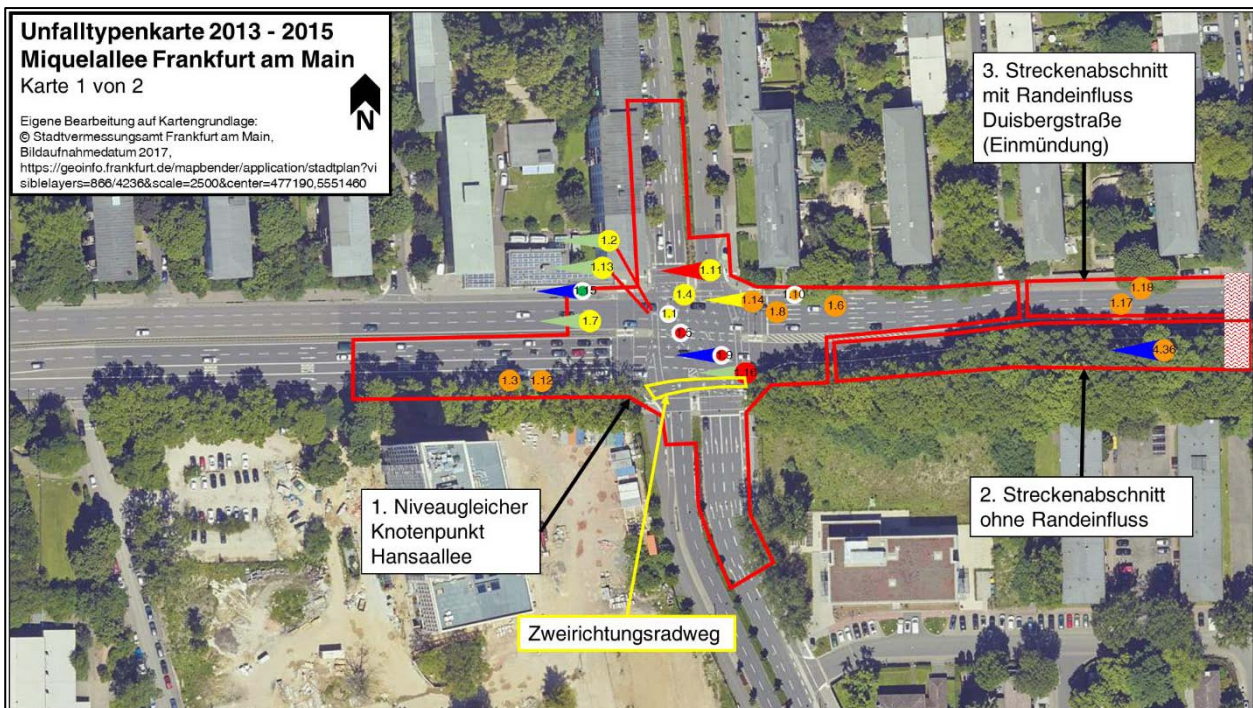 Unfalltypenkarte 2013 - 2015
Miquelallee Frankfurt am Main
Karte 1 von 2
Eigene Bearbeitung auf Kartengrundlage:
© Stadtvermessungsamt Frankfurt am Main,
Bildaufnahmedatum 2017,
https://geoinfo.frankfurt.de/mapbender/application/stadtplan?vi
siblelayers=866/4236&scale=2500&center=477190,5551460
N
3. Streckenabschnitt
mit Randeinfluss
Duisbergstraße
(Einmündung)
1.2
1.13
1.11
1.15
1.4
1.14
1.10
1.6
1.18
1.17
1.7
1.1
1.8
1.5
1.9
4.36
1.3
1.12
1.16
1. Niveaugleicher
Knotenpunkt
Hansaallee
2. Streckenabschnitt
ohne Randeinfluss
Zweirichtungsradweg